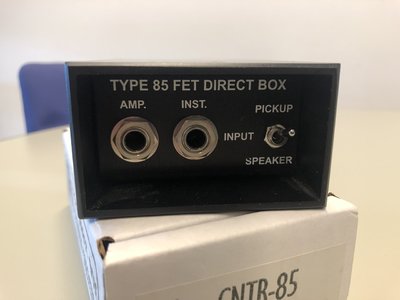 TYPE 85 FET DIRECT BOX
AMP. INST. PICKUP
INPUT
SPEAKER
CNTR-85